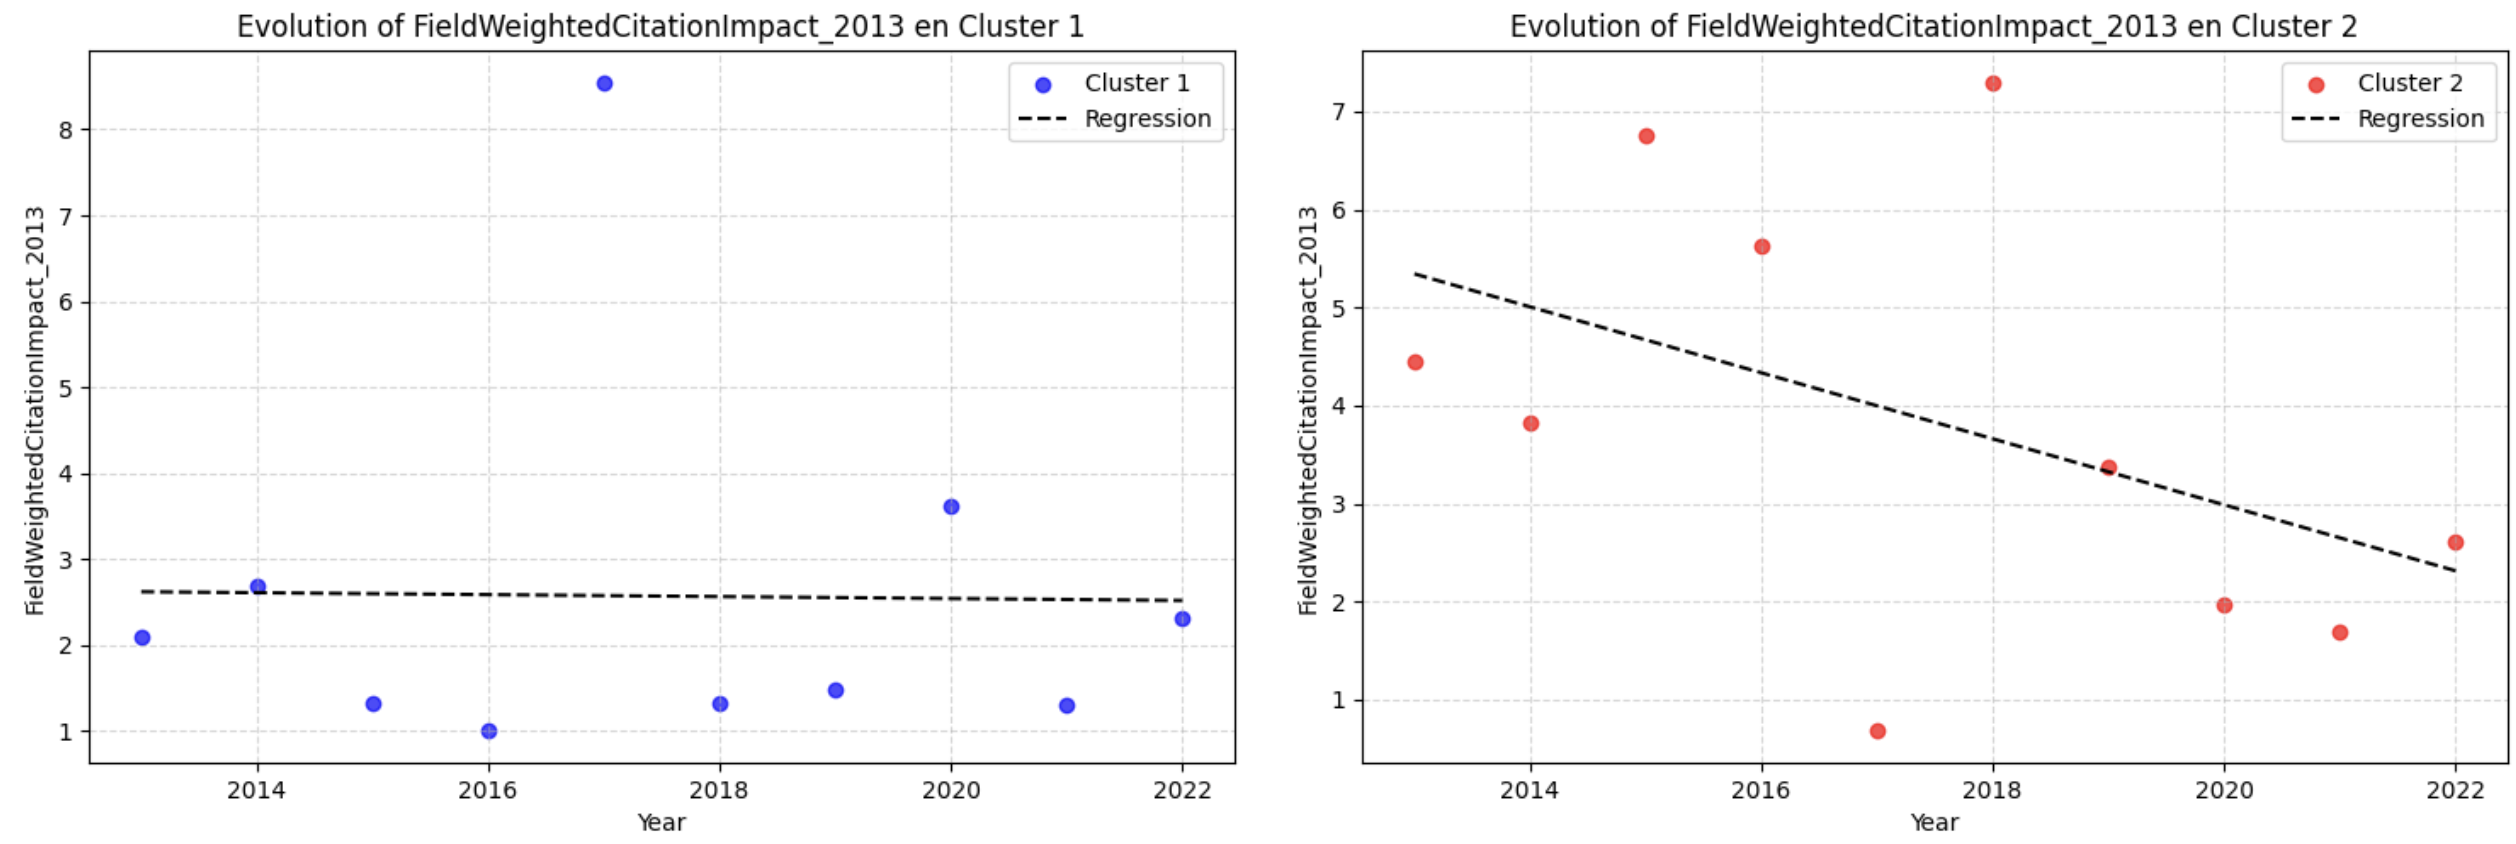 Evolution of FieldWeightedCitationImpact_2013 en Cluster 1
FieldWeightedCitationImpact_2013
8
7
6
5
4
3
2
1
Cluster 1
Regression
2014 2016 2018 2020 2022
Year
Evolution of FieldWeightedCitationImpact_2013 en Cluster 2
FieldWeightedCitationImpact_2013
7
6
5
4
3
2
1
Cluster 2
Regression
2014 2016 2018 2020 2022
Year